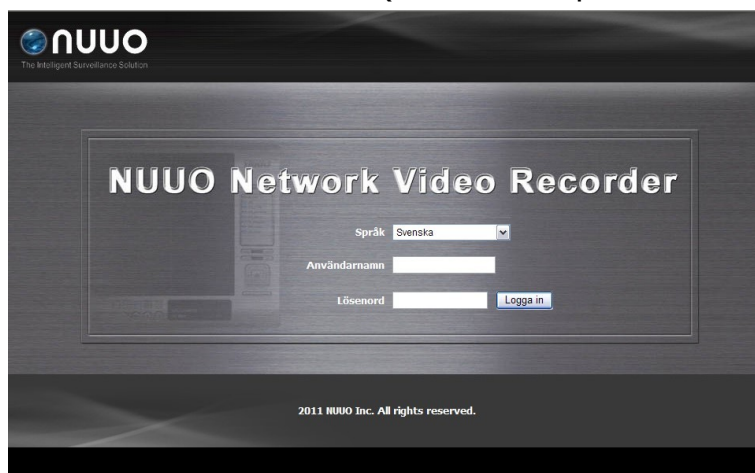 NUUO
The Intelligent Surveillance Solution
NUUO Network Video Recorder
Språk Svenska
Användarnamn
Lösenord Logga in
2011 NUUO Inc. All rights reserved.